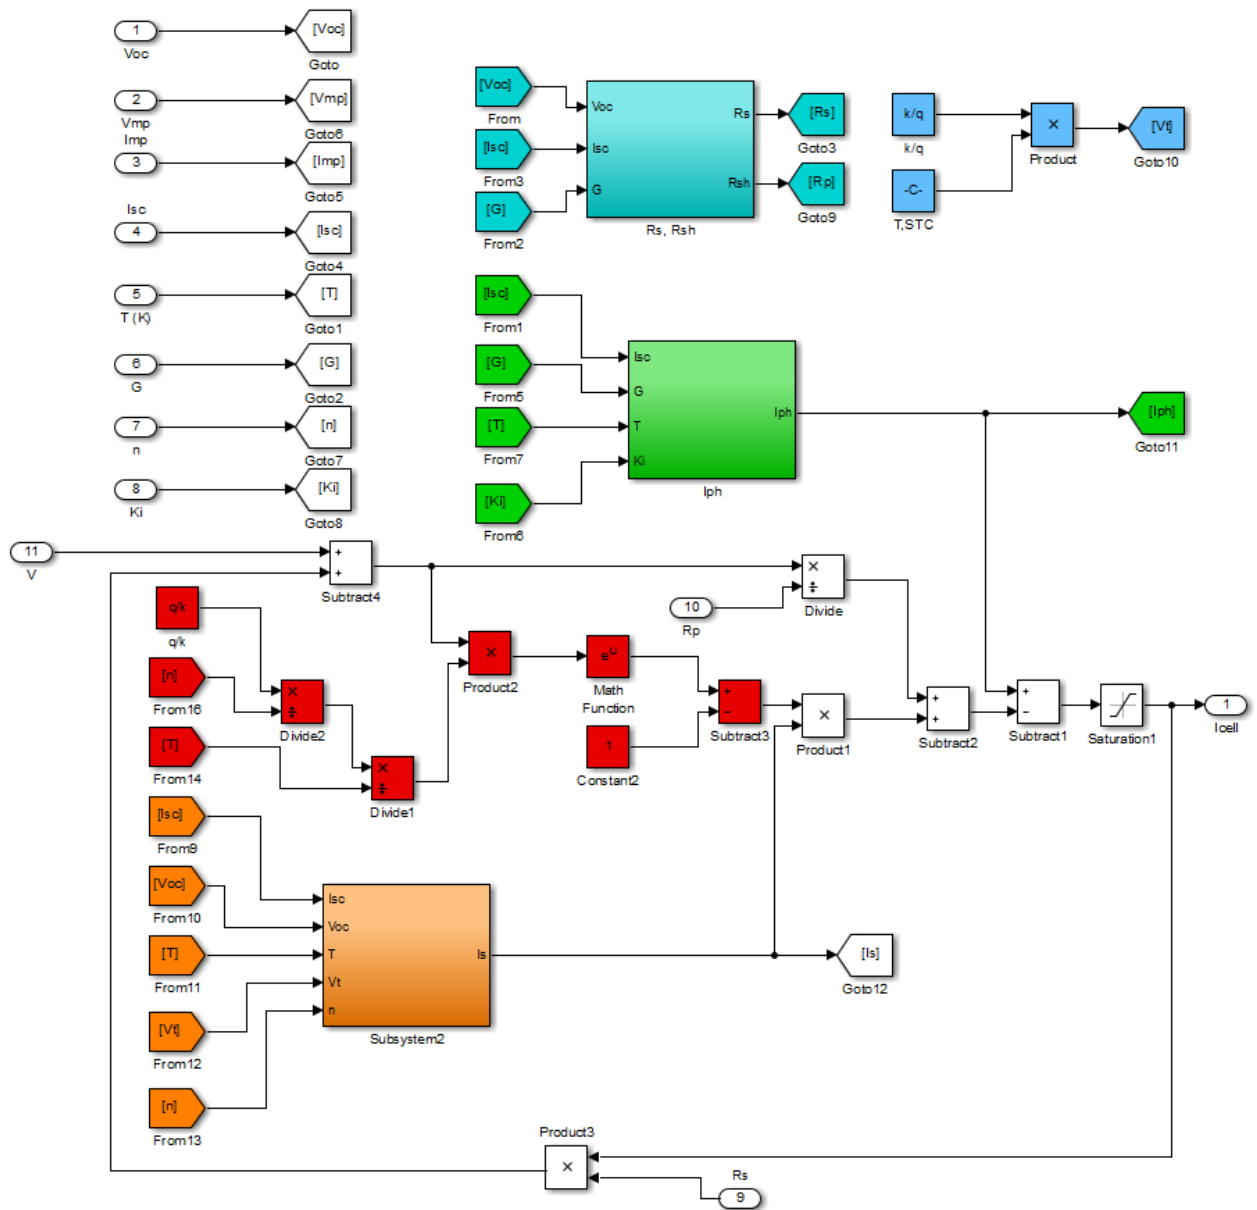 1
Voc
[Voc]
Goto
2
Vmp
[Vmp]
Goto6
Imp
3
[Imp]
Goto5
Isc
4
[Isc]
Goto4
5
T (K)
[T]
Goto1
6
G
[G]
Goto2
7
n
[n]
Goto7
8
Ki
[Ki]
Goto8
[Voc]
From
[Isc]
From3
[G]
From2
Voc
Isc
G
Rs
Rsh
Rs, Rsh
[Rs]
Goto3
[Rp]
Goto9
k/q
k/q
-C-
T,STC
×
Product
[Vt]
Goto10
[Isc]
From1
[G]
From5
[T]
From7
[Ki]
From6
Isc
G
T
Ki
Iph
Iph
[Iph]
Goto11
11
V
+
+
Subtract4
q/k
q/k
[n]
From16
×
÷
Divide2
[T]
From14
×
÷
Divide1
×
Product2
eu
Math
Function
1
Constant2
+
−
Subtract3
10
Rp
×
÷
Divide
×
Product1
+
+
Subtract2
+
−
Subtract1
Saturation1
1
Icell
[Isc]
From9
[Voc]
From10
[T]
From11
[Vt]
From12
[n]
From13
Isc
Voc
T
Vt
n
Is
Subsystem2
[Is]
Goto12
Product3
×
Rs
9